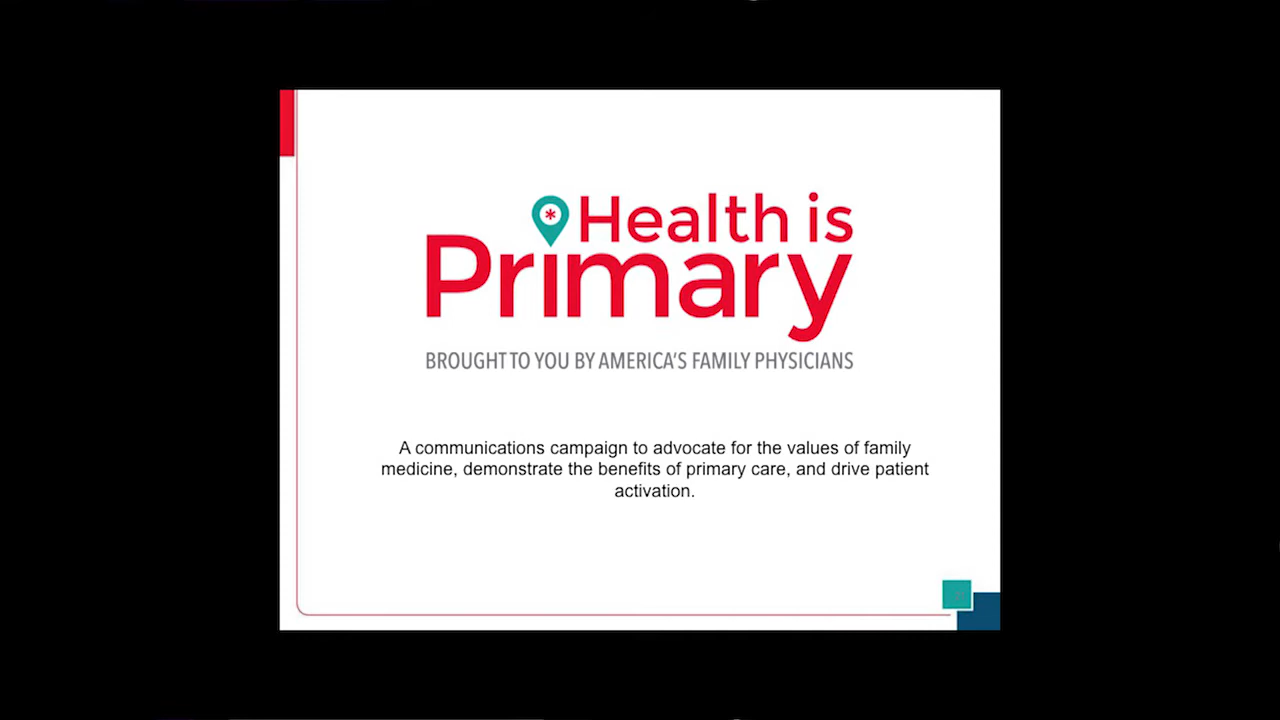 Health is
Primary
BROUGHT TO YOU BY AMERICA'S FAMILY PHYSICIANS
A communications campaign to advocate for the values of family
medicine, demonstrate the benefits of primary care, and drive patient
activation.